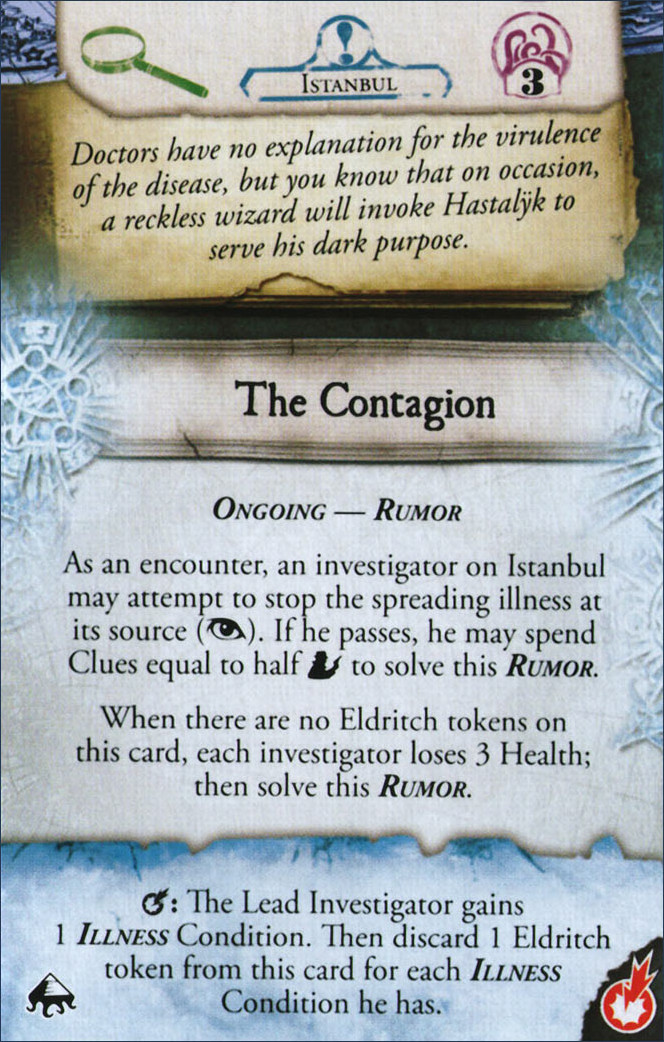 ISTANBUL
3
Doctors have no explanation for the virulence
of the disease, but you know that on occasion,
a reckless wizard will invoke Hastalÿk to
serve his dark purpose.
The Contagion
ONGOING — RUMOR
As an encounter, an investigator on Istanbul
may attempt to stop the spreading illness at
its source ( ). If he passes, he may spend
Clues equal to half to solve this RUMOR.
When there are no Eldritch tokens on
this card, each investigator loses 3 Health;
then solve this RUMOR.
: The Lead Investigator gains
1 ILLNESS Condition. Then discard 1 Eldritch
token from this card for each ILLNESS
Condition he has.